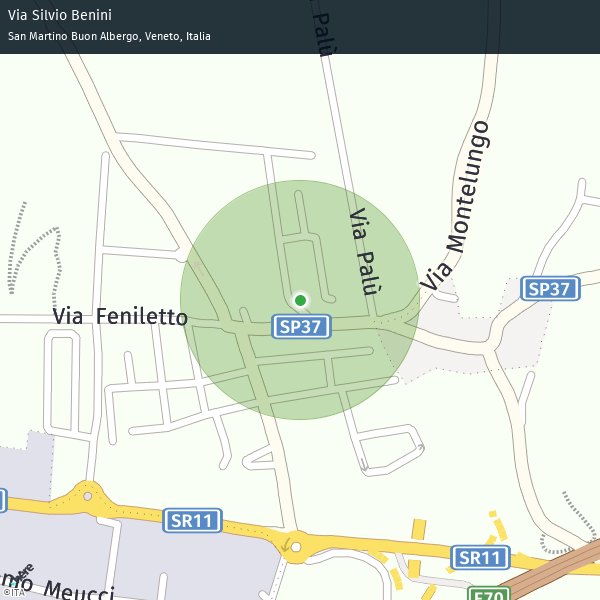 Via Silvio Benini
San Martino Buon Albergo, Veneto, Italia
Palù
Via Montelungo
Via Palù
SP37
Via Feniletto
SP37
SR11
SR11
E70
Meucci
©ITA